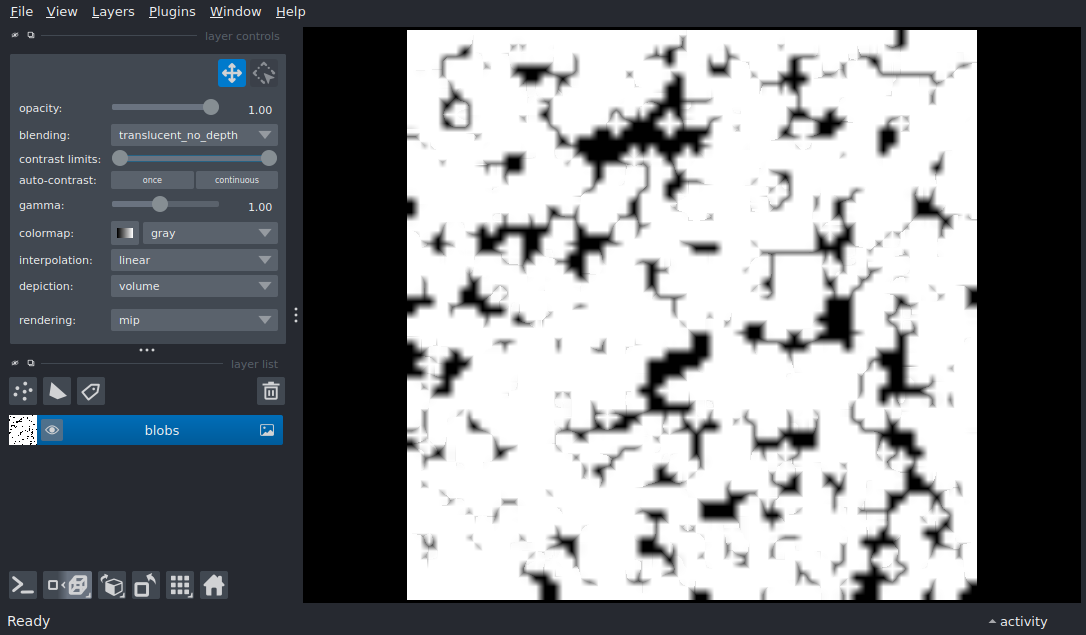 File View Layers Plugins Window Help
layer controls
opacity: 1.00
blending: translucent_no_depth
contrast limits:
auto-contrast: once continuous
gamma: 1.00
colormap: gray
interpolation: linear
depiction: volume
rendering: mip
layer list
blobs
Ready activity